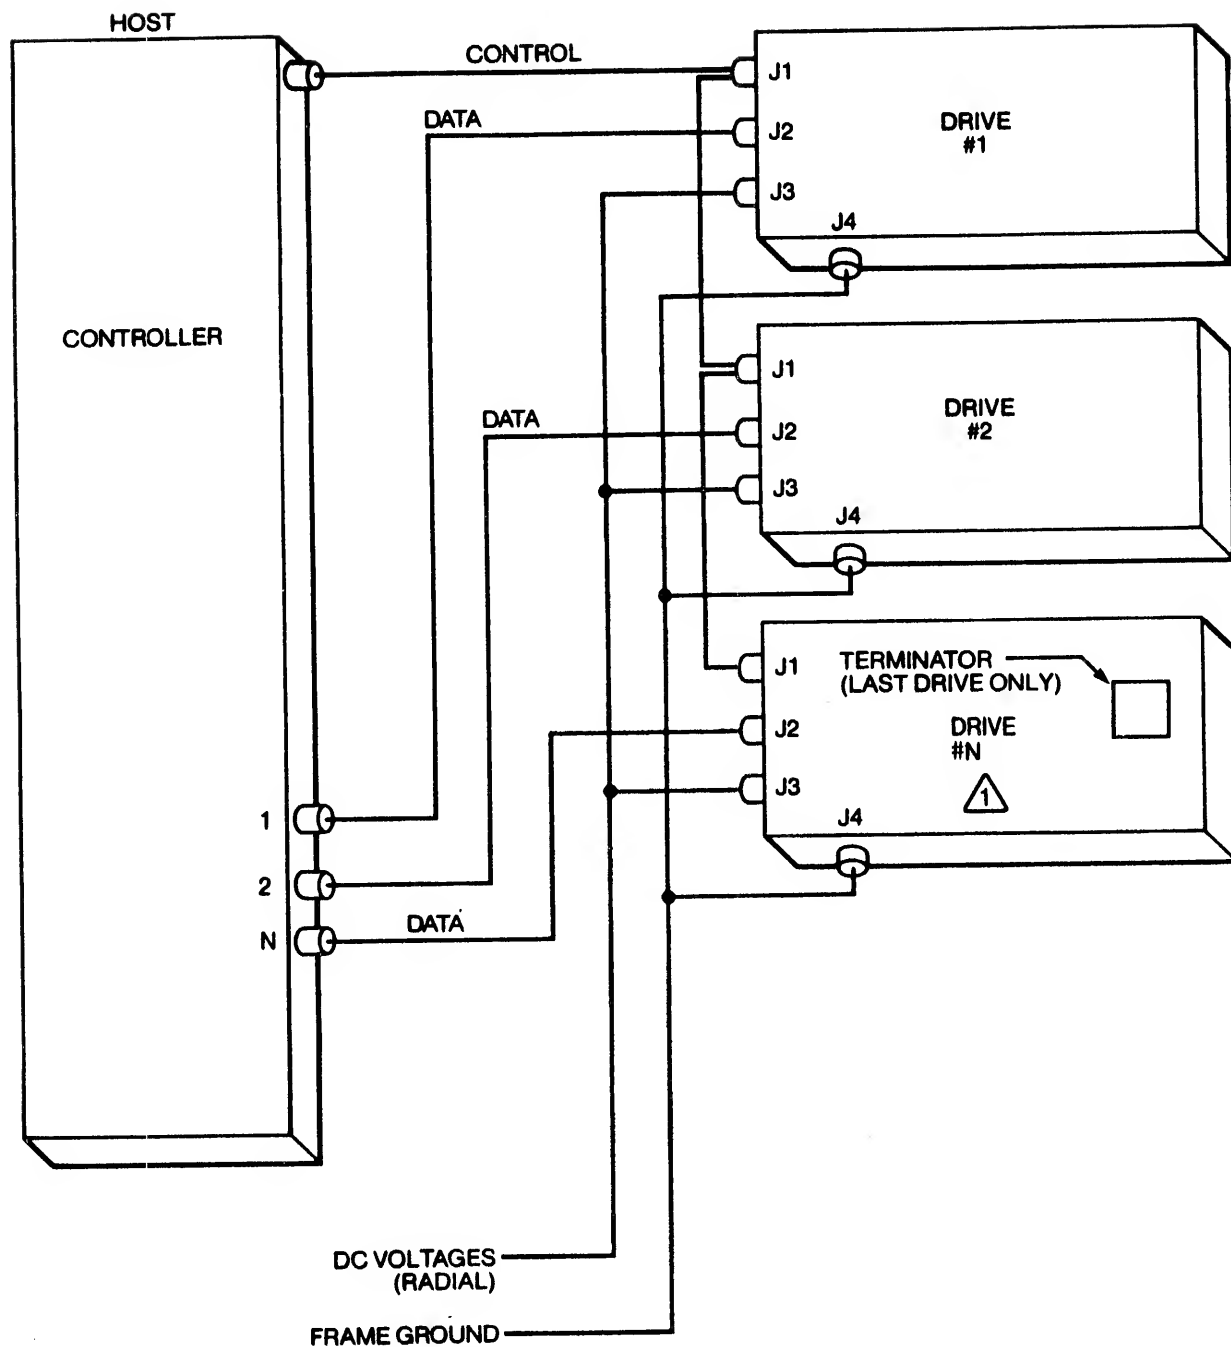 HOST
CONTROL
DATA
CONTROLLER
1
2
N
DATA
DATA
J1
J2
J3
J4
DRIVE
#1
J1
J2
J3
J4
DRIVE
#2
J1
J2
J3
J4
TERMINATOR
(LAST DRIVE ONLY)
DRIVE
#N
1
DC VOLTAGES
(RADIAL)
FRAME GROUND